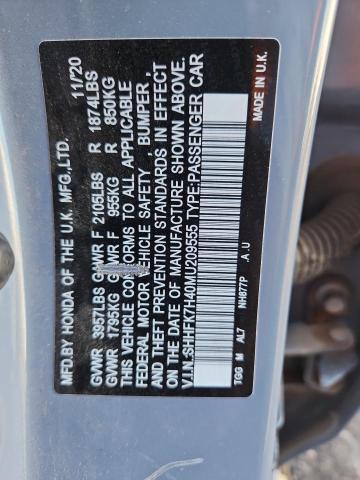 MFD.BY HONDA OF THE U.K. MFG.,LTD. 11/20
GVWR 3957LBS GAWR F 2105LBS R 1874LBS
GVWR 1795KG GAWR F 955KG R 850KG
THIS VEHICLE CONFORMS TO ALL APPLICABLE
FEDERAL MOTOR VEHICLE SAFETY , BUMPER ,
AND THEFT PREVENTION STANDARDS IN EFFECT
ON THE DATE OF MANUFACTURE SHOWN ABOVE.
V.I.N.:SHHFK7H40MU209555 TYPE:PASSENGER CAR
TGG M AL7 NH877P .A .U MADE IN U.K.